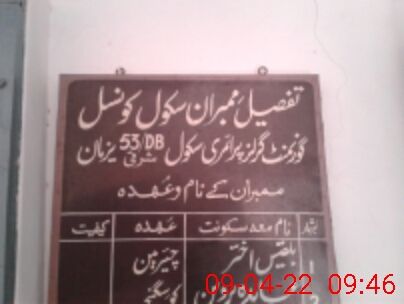 تفصیل ممبران سکول کونسل
گورنمنٹ گرلز پرائمری سکول 53/DB شرقی یزمان
ممبران کے نام و عہدہ
نمبر شمار نام معہ سکونت عہدہ کیفیت
بلقیس اختر چیئرپرسن
09-04-22 09:46